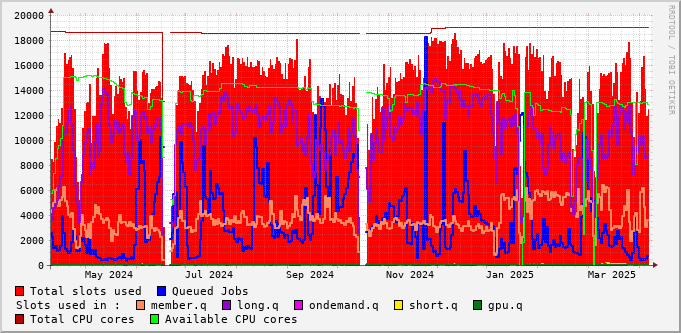 20000
18000
16000
14000
12000
10000
8000
6000
4000
2000
0
May 2024 Jul 2024 Sep 2024 Nov 2024 Jan 2025 Mar 2025
RRDTOOL / TOBI OETIKER
Total slots used Queued Jobs
Slots used in : member.q long.q ondemand.q short.q gpu.q
Total CPU cores Available CPU cores